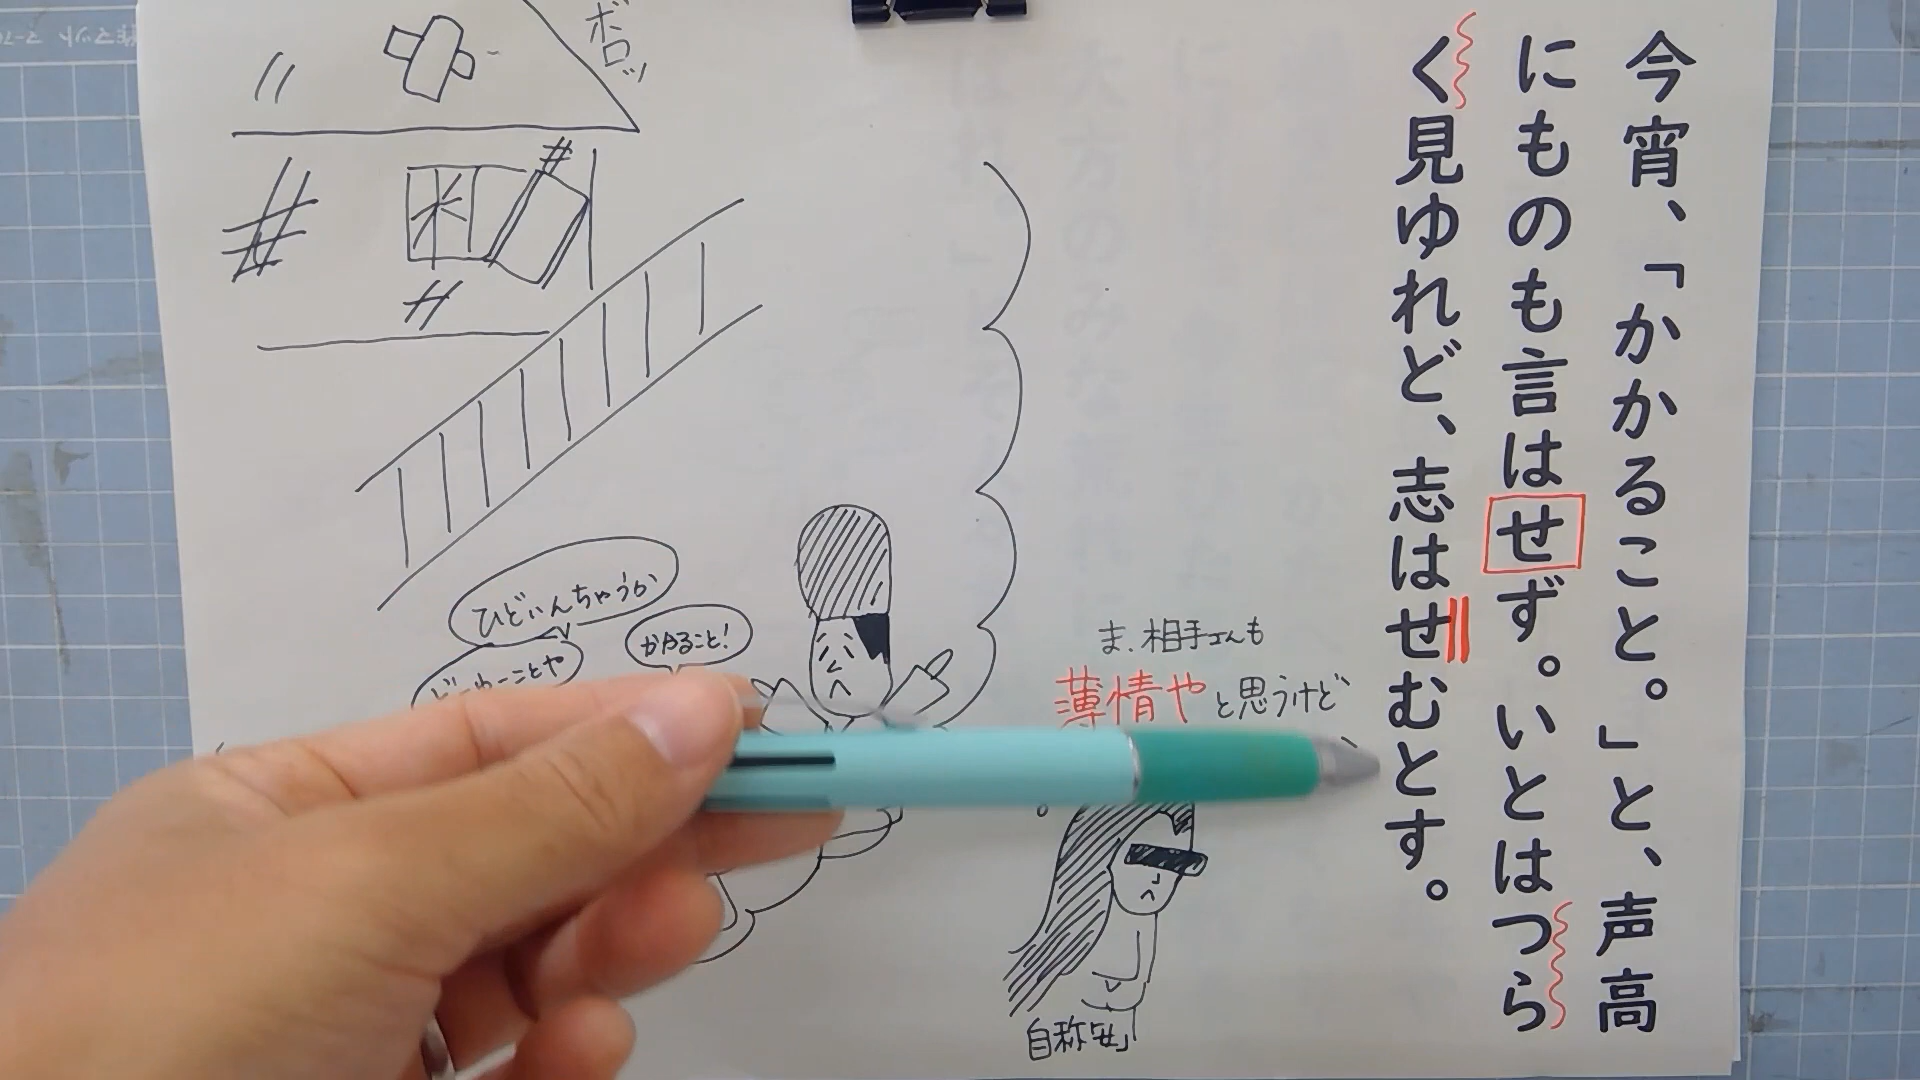 今宵、「かかること。」と、声高
にものも言はせず。いとはつら
く見ゆれど、志はせむとす。
ボロッ
ひどいんちゃうか
かかること!
ま、相手さんも
薄情やと思うけど
自称女